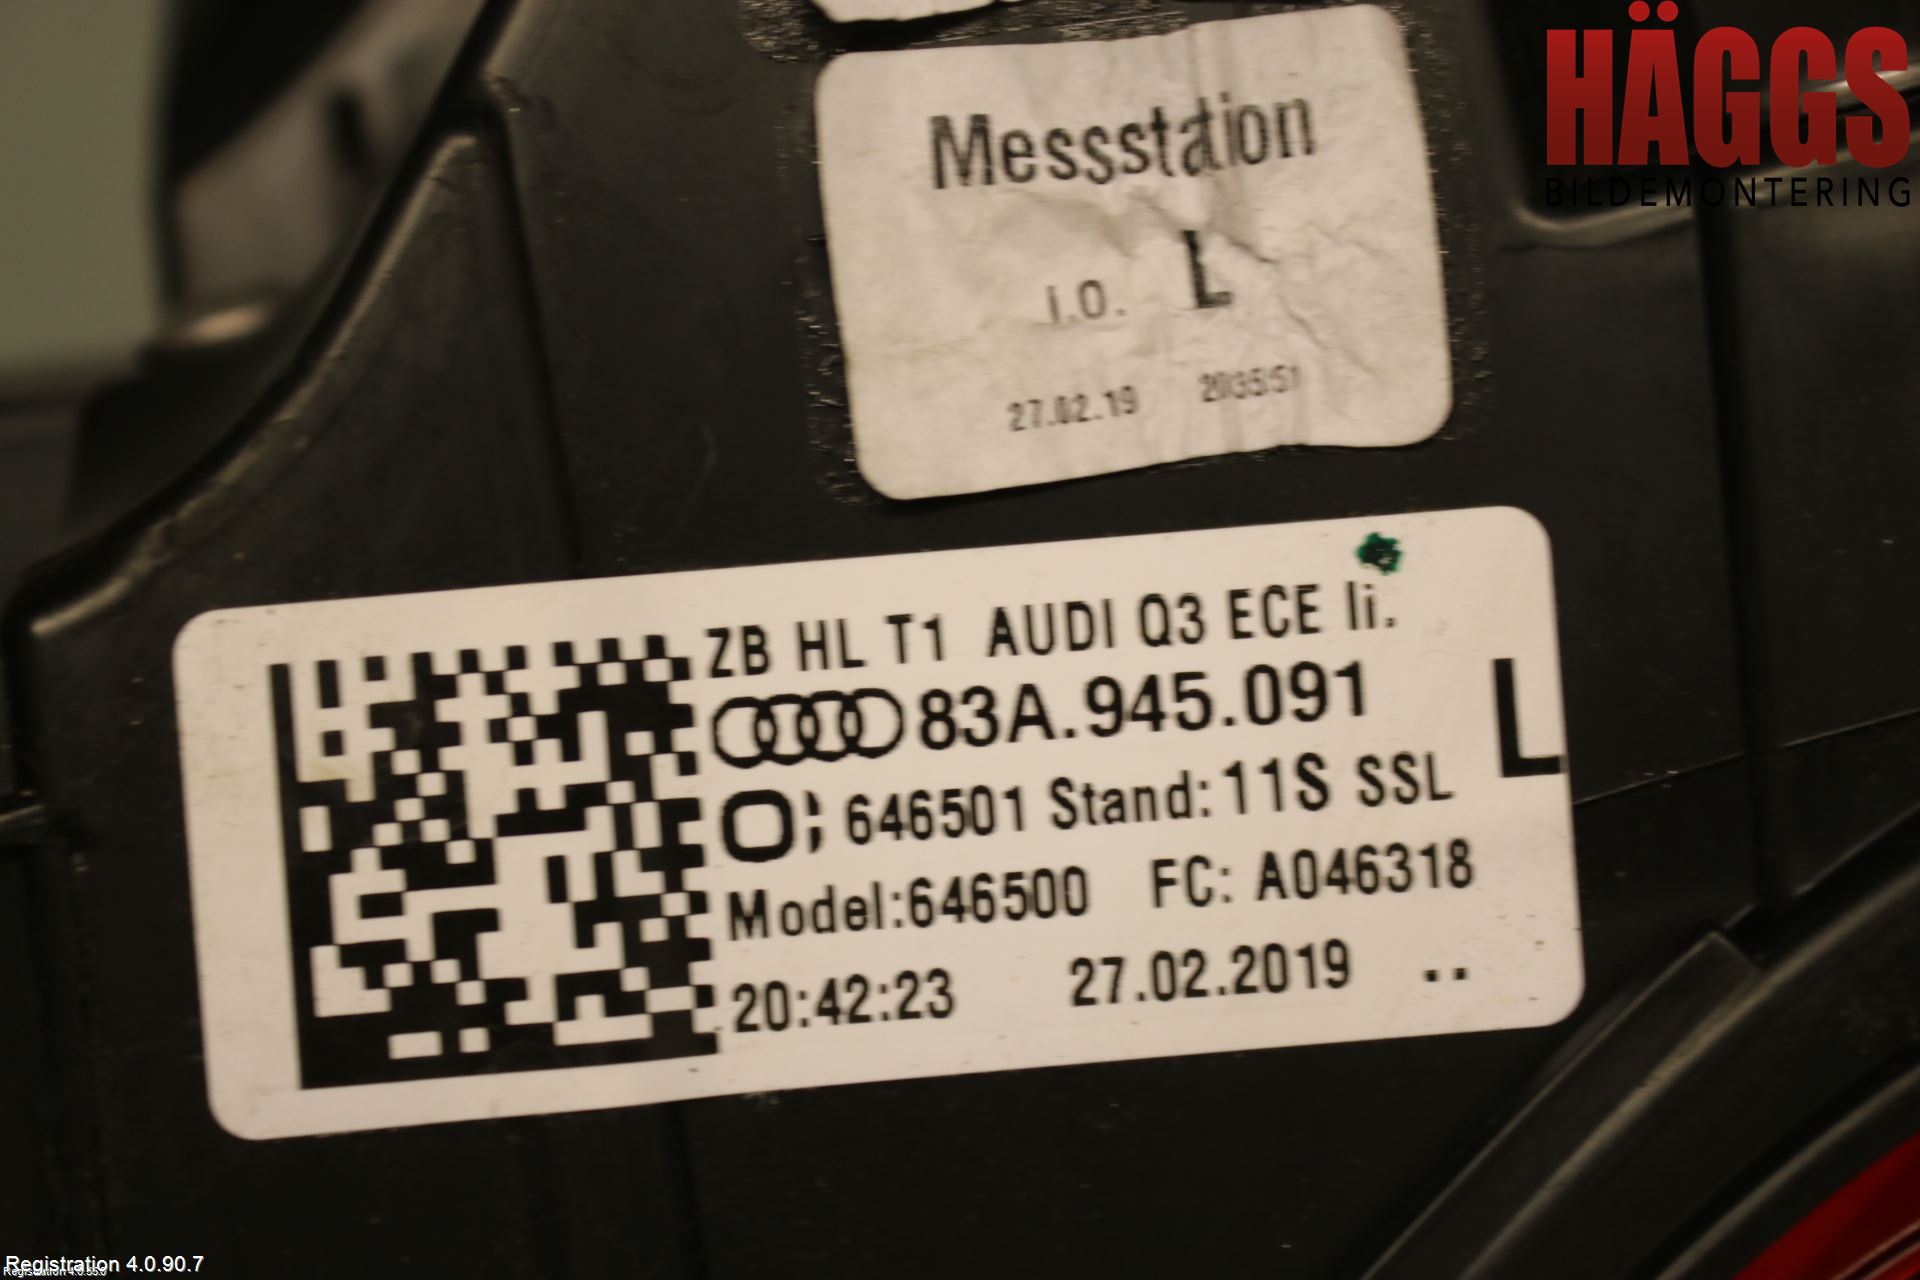 HÄGGS
BILDEMONTERING
Messstation
i.O. L
27.02.19 203551
ZB HL T1 AUDI Q3 ECE li.
83A.945.091
L
646501 Stand:11S SSL
Model:646500 FC: A046318
20:42:23 27.02.2019 ..
Registration 4.0.90.7